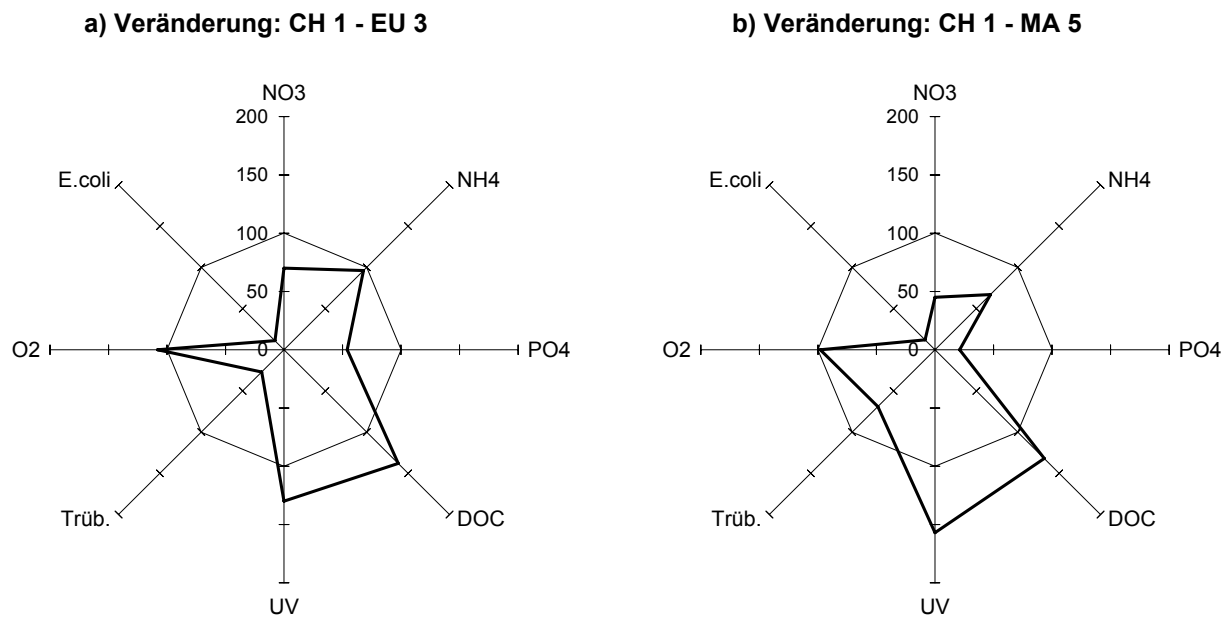 a) Veränderung: CH 1 - EU 3
NO3
200
150
100
50
0
NH4
PO4
DOC
UV
Trüb.
O2
E.coli
b) Veränderung: CH 1 - MA 5
NO3
200
150
100
50
0
NH4
PO4
DOC
UV
Trüb.
O2
E.coli